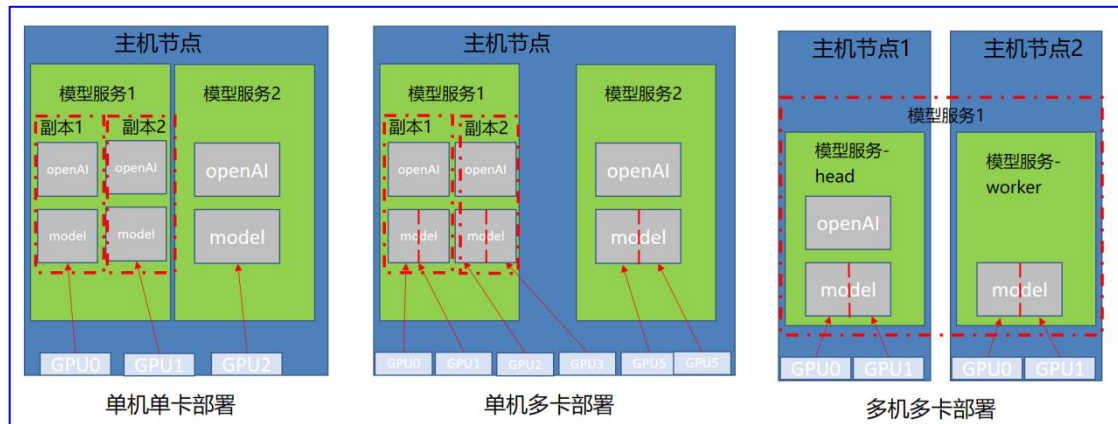 主机节点
模型服务1
模型服务2
副本1
副本2
openAI
openAI
openAI
model
model
model
GPU0
GPU1
GPU2
单机单卡部署
主机节点
模型服务1
模型服务2
副本1
副本2
openAI
openAI
openAI
model
model
model
GPU0
GPU1
GPU2
GPU3
GPU5
GPU5
单机多卡部署
主机节点1
主机节点2
模型服务1
模型服务-
head
模型服务-
worker
openAI
model
model
GPU0
GPU1
GPU0
GPU1
多机多卡部署